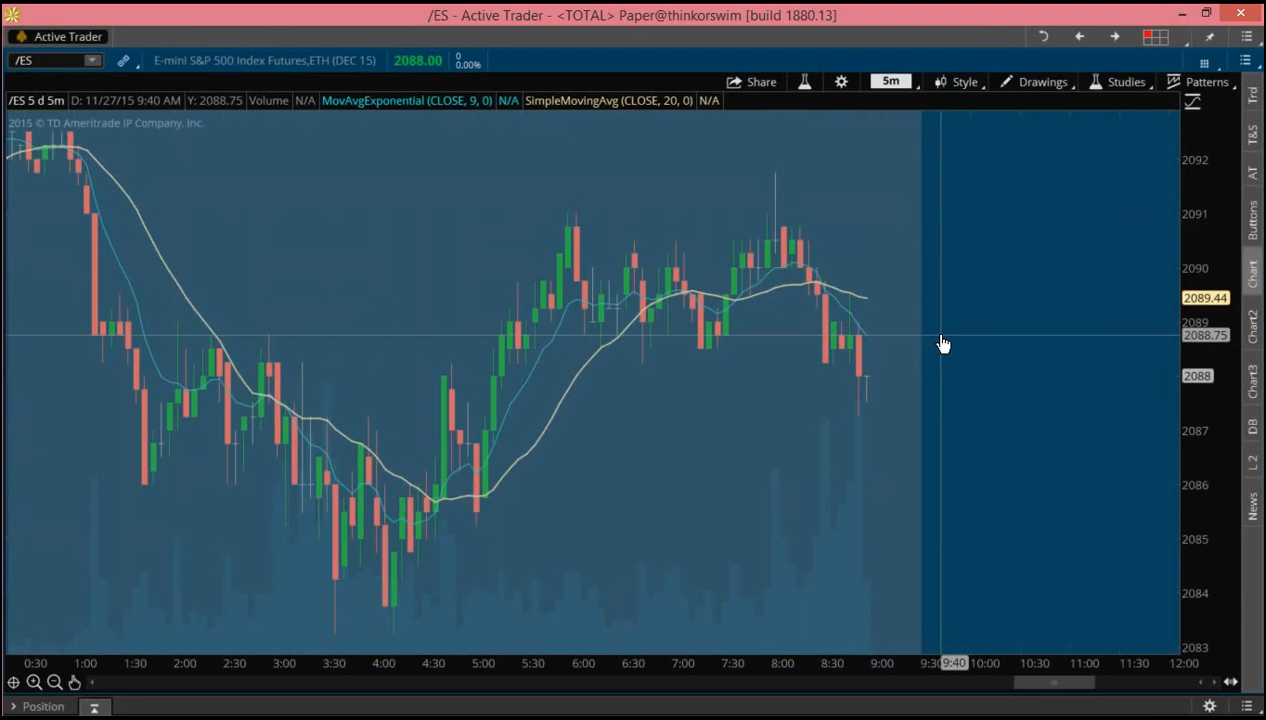 /ES - Active Trader - <TOTAL> Paper@thinkorswim [build 1880.13]
Active Trader
/ES E-mini S&P 500 Index Futures,ETH (DEC 15) 2088.00 0
0.00%
Share 5m Style Drawings Studies Patterns
/ES 5 d 5m D: 11/27/15 9:40 AM Y: 2088.75 Volume N/A MovAvgExponential (CLOSE, 9, 0) N/A SimpleMovingAvg (CLOSE, 20, 0) N/A
2015 © TD Ameritrade IP Company, Inc.
2092
2091
2090
2089.44
2089
2088.75
2088
2087
2086
2085
2084
2083
Trd
T&S
AT
Buttons
Chart
Chart2
Chart3
DB
L 2
News
0:30 1:00 1:30 2:00 2:30 3:00 3:30 4:00 4:30 5:00 5:30 6:00 6:30 7:00 7:30 8:00 8:30 9:00 9:30 9:40 10:00 10:30 11:00 11:30 12:00
Position